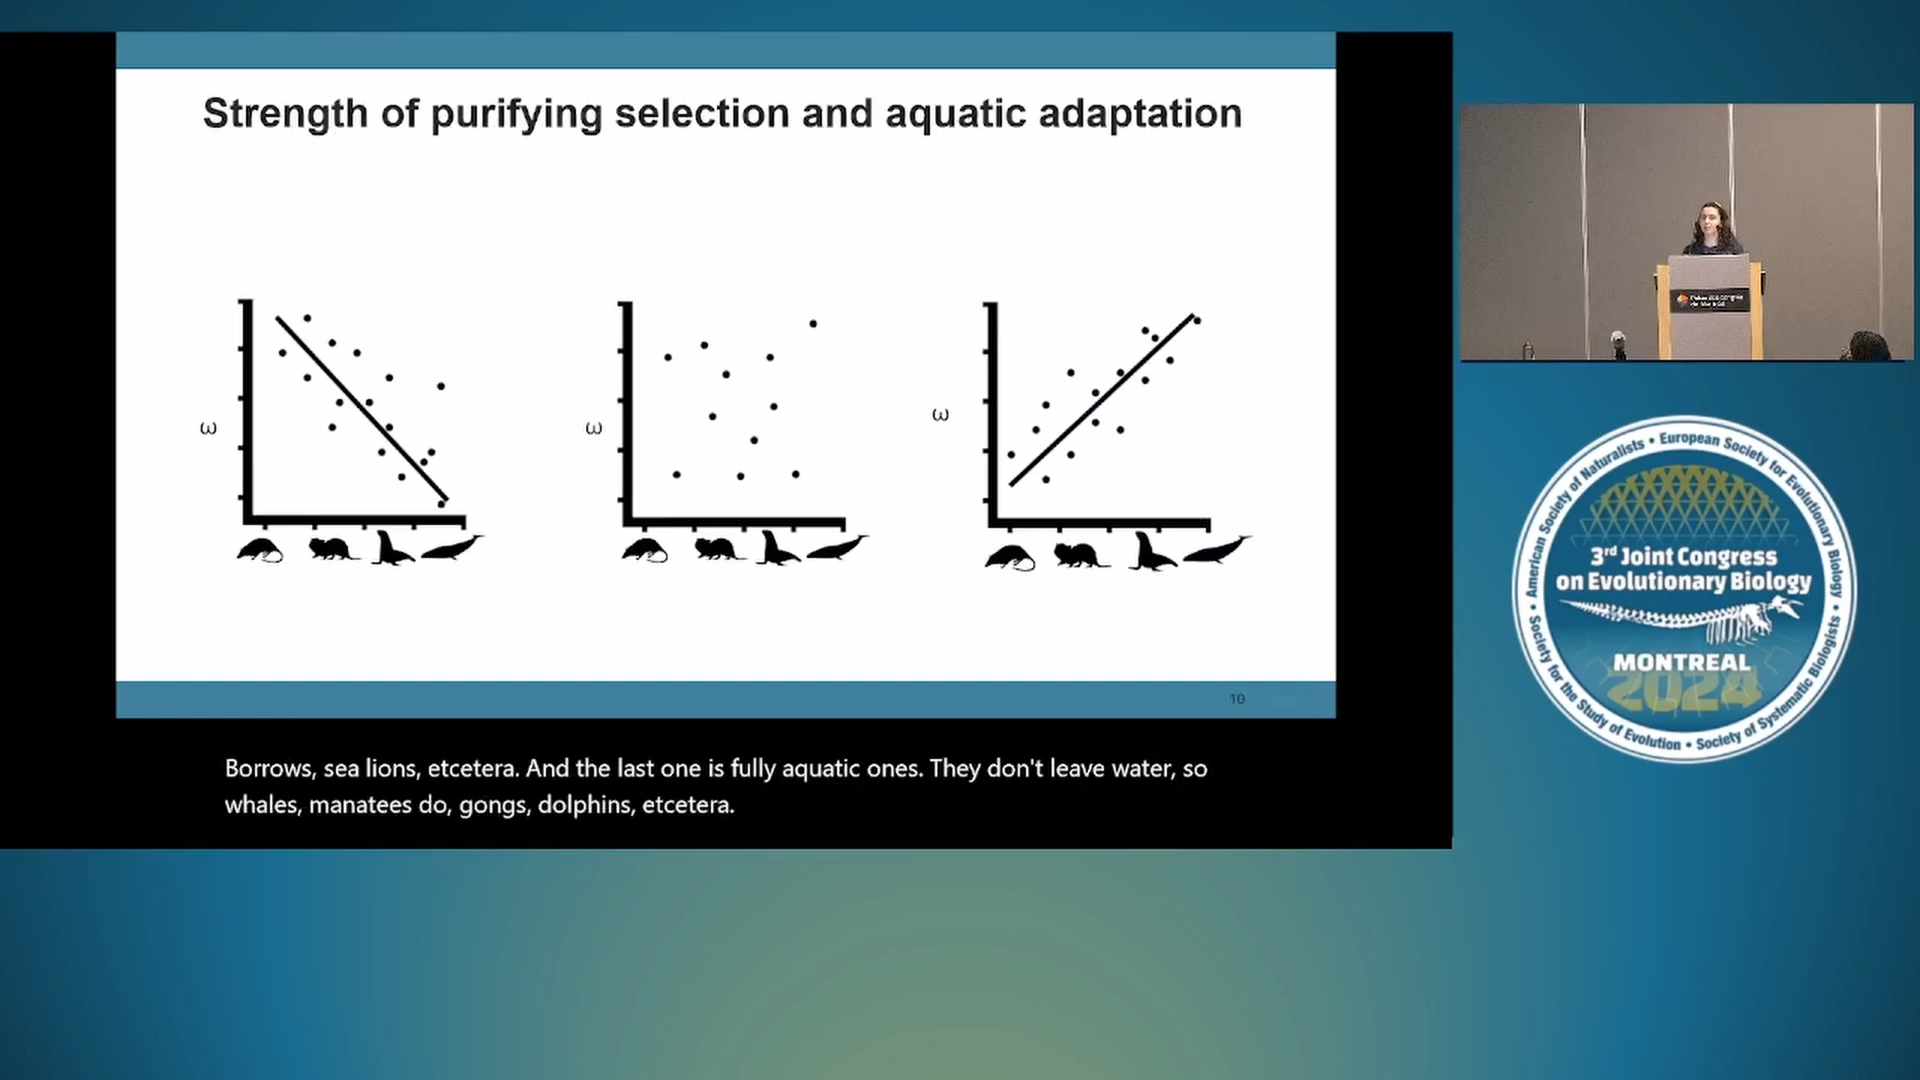 Strength of purifying selection and aquatic adaptation
ω
ω
ω
10
Borrows, sea lions, etcetera. And the last one is fully aquatic ones. They don't leave water, so
whales, manatees do, gongs, dolphins, etcetera.
American Society of Naturalists • European Society for Evolutionary Biology •
3rd Joint Congress
on Evolutionary Biology
MONTREAL
2024
Society for the Study of Evolution • Society of Systematic Biologists •